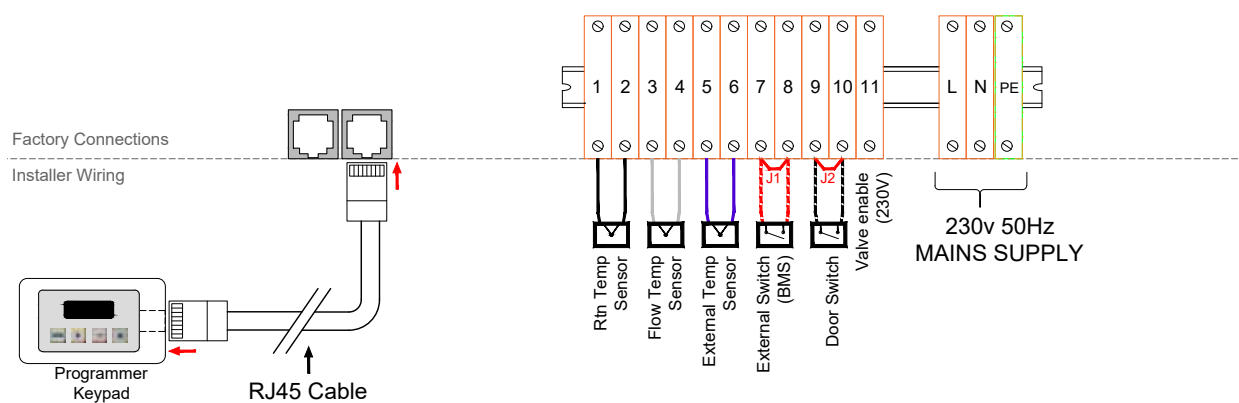 1 2 3 4 5 6 7 8 9 10 11 L N PE
Factory Connections
Installer Wiring
J1
J2
Rtn Temp
Sensor
Flow Temp
Sensor
External Temp
Sensor
External Switch
(BMS)
Door Switch
Valve enable
(230V)
230v 50Hz
MAINS SUPPLY
Programmer
Keypad
RJ45 Cable